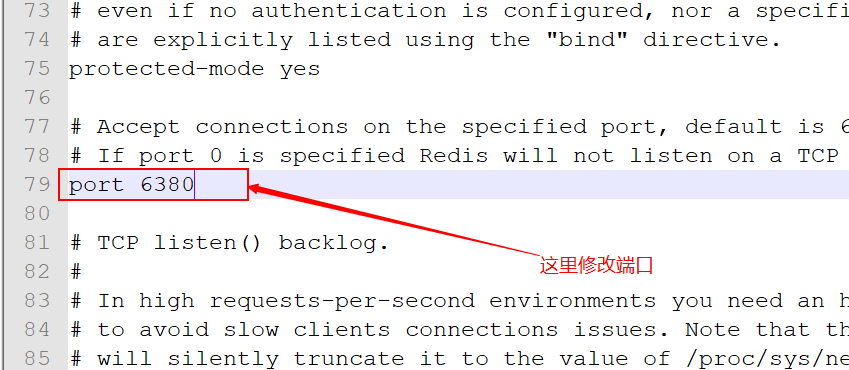 73 # even if no authentication is configured, nor a specifi
74 # are explicitly listed using the "bind" directive.
75 protected-mode yes
76
77 # Accept connections on the specified port, default is 6
78 # If port 0 is specified Redis will not listen on a TCP
79 port 6380
80
81 # TCP listen() backlog.
这里修改端口
82 #
83 # In high requests-per-second environments you need an h
84 # to avoid slow clients connections issues. Note that th
85 # will silently truncate it to the value of /proc/sys/ne